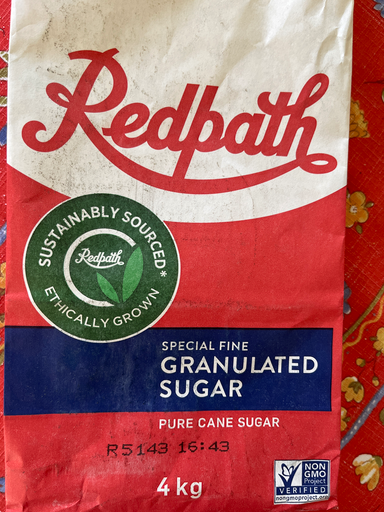 Redpath
SUSTAINABLY SOURCED*
Redpath
ETHICALLY GROWN
SPECIAL FINE
GRANULATED
SUGAR
PURE CANE SUGAR
R5143 16:43
4 kg
NON
GMO
Project
VERIFIED
nongmoproject.org